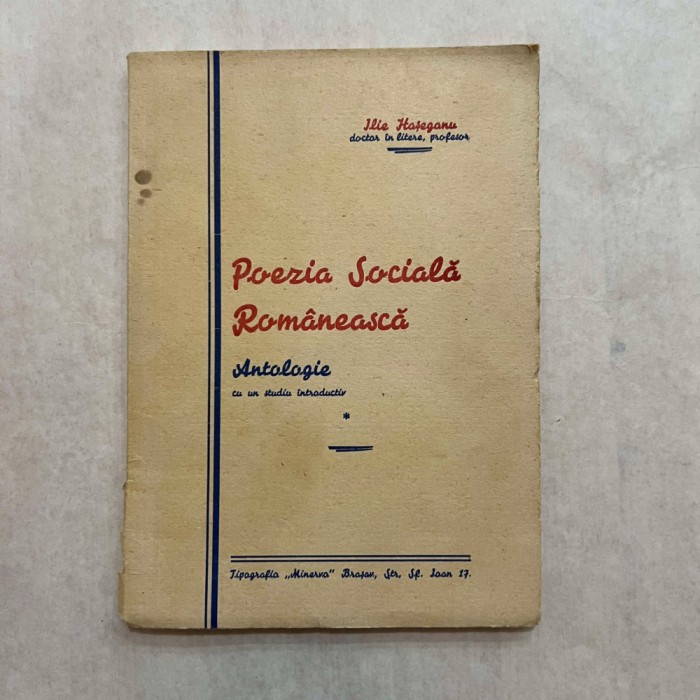 Ilie Hațeganu
doctor în litere, profesor
Poezia Socială
Românească
Antologie
cu un studiu introductiv
*
Tipografia „Minerva" Brașov, Str. Sf. Ioan 17.